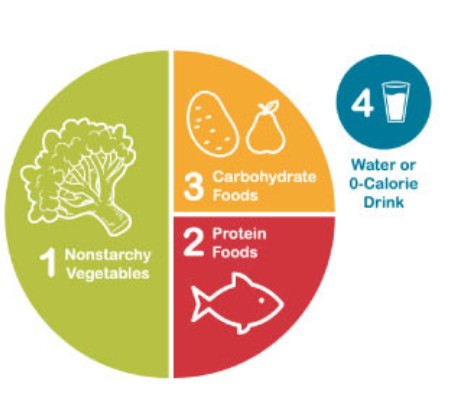 1 Nonstarchy
Vegetables
2 Protein
Foods
3 Carbohydrate
Foods
4
Water or
0-Calorie
Drink